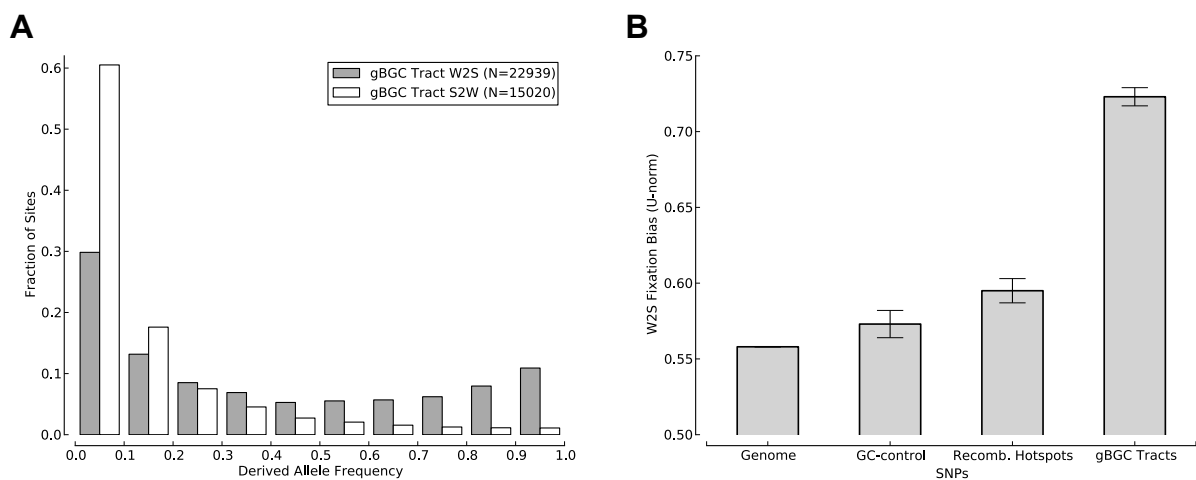 A
0.6
0.5
0.4
0.3
0.2
0.1
0.0
Fraction of Sites
gBGC Tract W2S (N=22939)
gBGC Tract S2W (N=15020)
0.0 0.1 0.2 0.3 0.4 0.5 0.6 0.7 0.8 0.9 1.0
Derived Allele Frequency
B
0.75
0.70
0.65
0.60
0.55
0.50
W2S Fixation Bias (U-norm)
Genome GC-control Recomb. Hotspots gBGC Tracts
SNPs